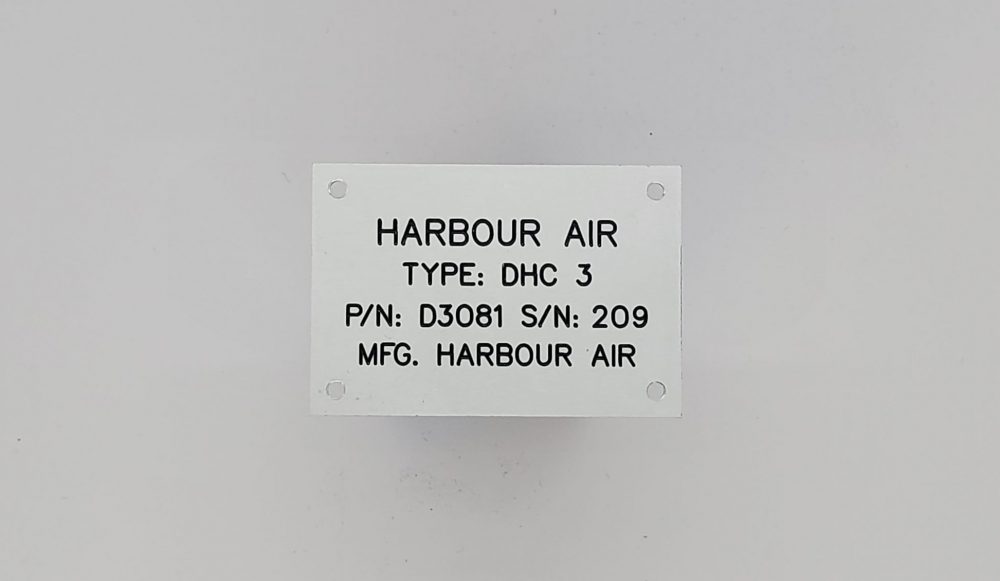 HARBOUR AIR
TYPE: DHC 3
P/N: D3081 S/N: 209
MFG. HARBOUR AIR